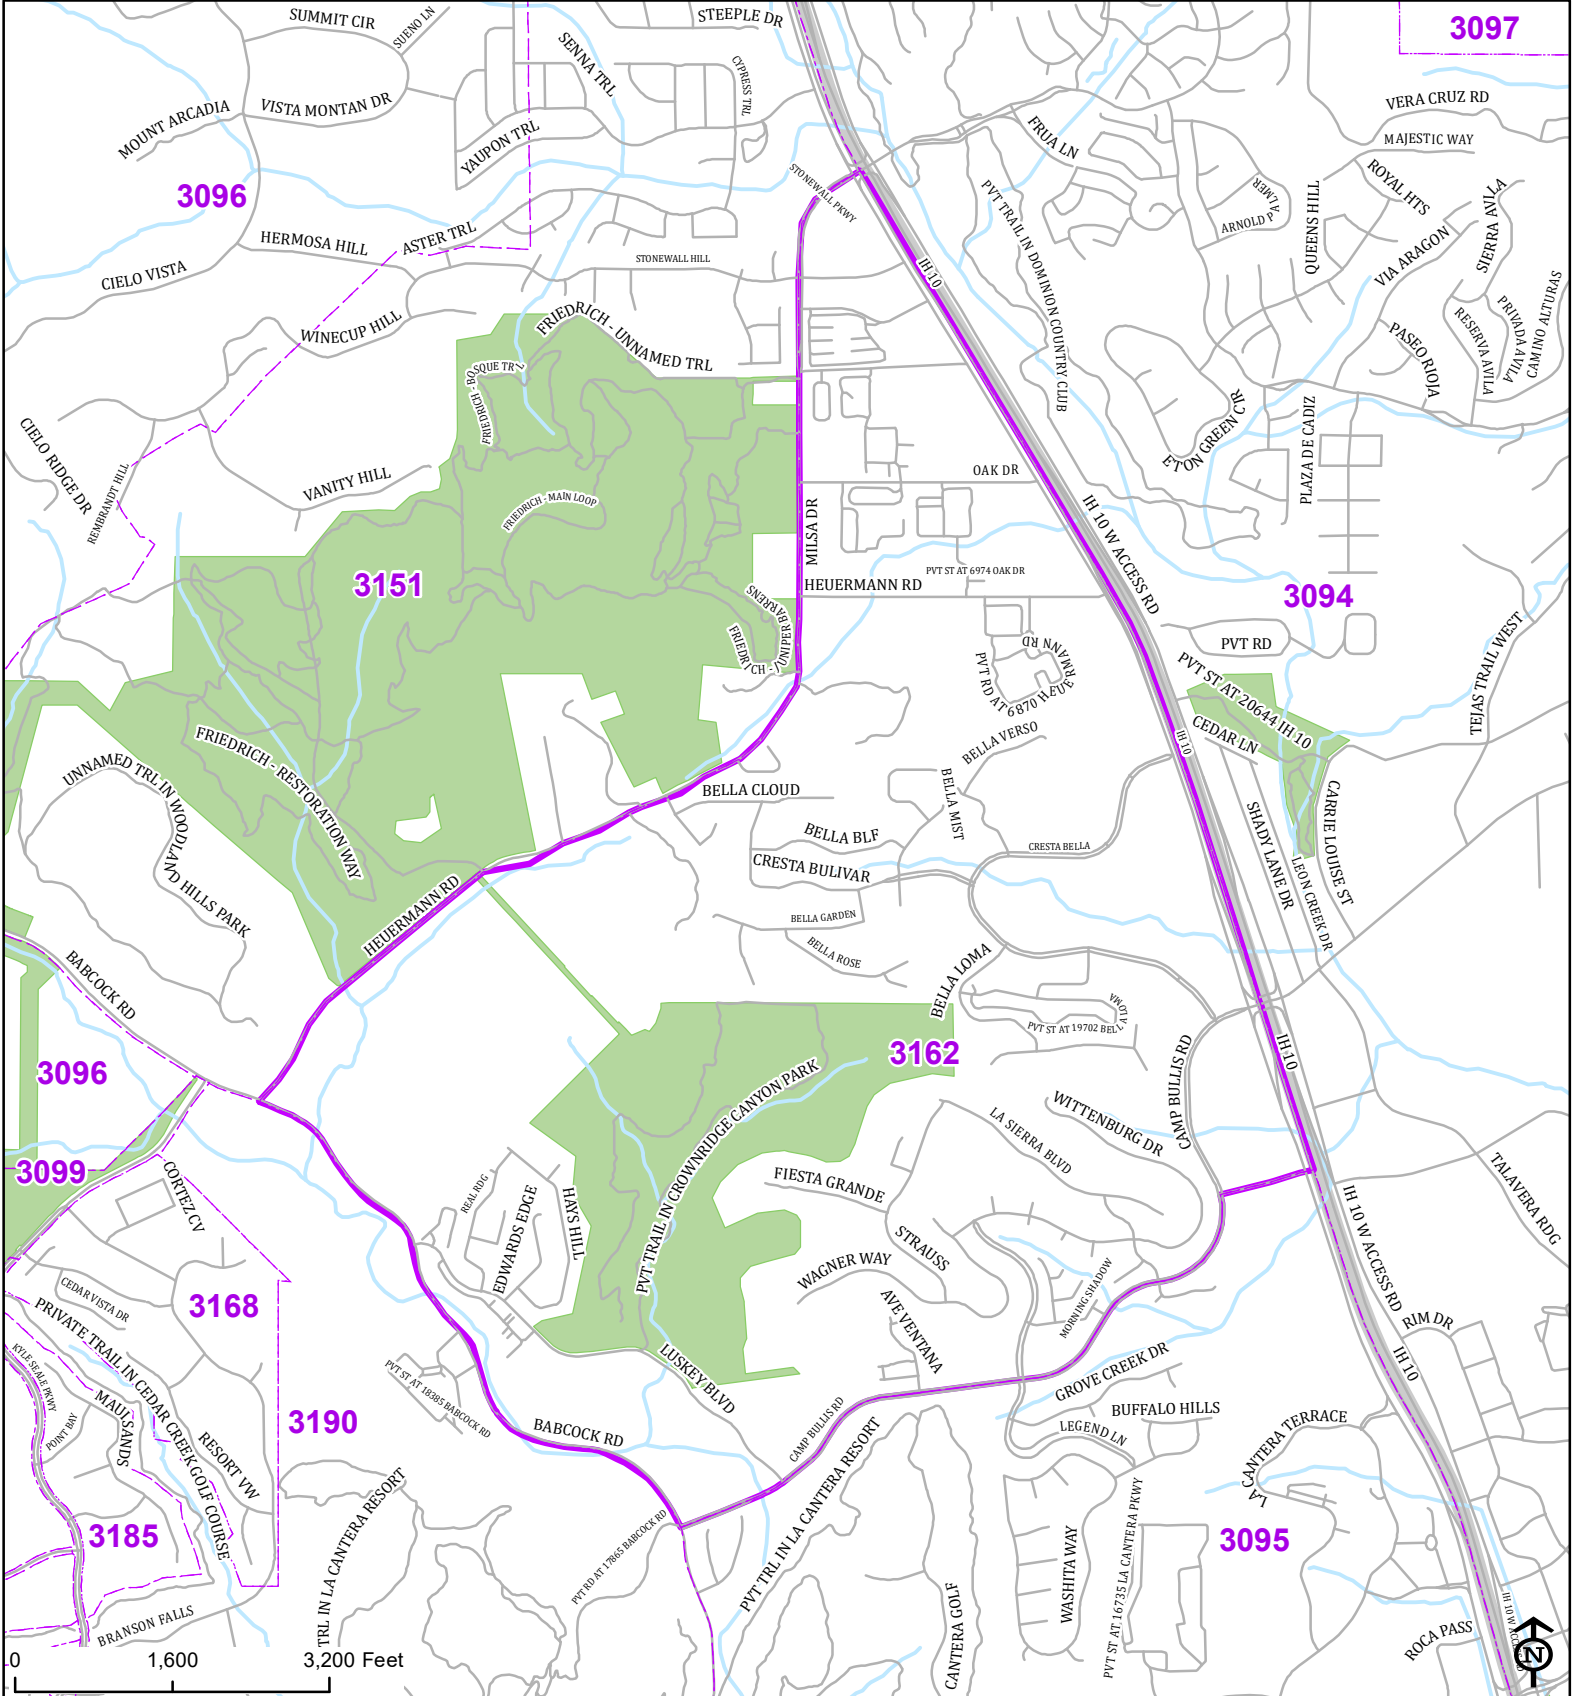 SUMMIT CIR
SUENO LN
STEEPLE DR
3097
SENNA TRL
CYPRESS TRL
MOUNT ARCADIA
VISTA MONTAN DR
VERA CRUZ RD
YAUPON TRL
FRUA LN
MAJESTIC WAY
STONEWALL PKWY
ROYAL HTS
3096
PVT TRAIL IN DOMINION COUNTRY CLUB
ARNOLD PALMER
QUEENS HILL
SIERRA AVILA
HERMOSA HILL
ASTER TRL
VIA ARAGON
CIELO VISTA
STONEWALL HILL
IH 10
PRIVADA AVILA
CAMINO ALTURAS
WINECUP HILL
FRIEDRICH - UNNAMED TRL
RESERVA AVILA
PASEO RIOJA
FRIEDRICH - BOSQUE TRL
CIELO RIDGE DR
REMBRANDT HILL
VANITY HILL
FRIEDRICH - MAIN LOOP
OAK DR
ETON GREEN CIR
PLAZA DE CADIZ
MILSA DR
IH 10 W ACCESS RD
3151
HEUERMANN RD
PVT ST AT 6974 OAK DR
3094
FRIEDRICH - JUNIPER BARRENS
PVT RD AT 6870 HEUERMANN RD
PVT RD
PVT ST AT 20644 IH 10
TEJAS TRAIL WEST
CEDAR LN
IH 10
BELLA VERSO
FRIEDRICH - RESTORATION WAY
UNNAMED TRL IN WOODLAND HILLS PARK
BELLA CLOUD
BELLA MIST
BELLA BLF
CRESTA BELLA
SHADY LANE DR
CARRIE LOUISE ST
CRESTA BULIVAR
LEON CREEK DR
HEUERMANN RD
BELLA GARDEN
BELLA ROSE
BABCOCK RD
BELLA LOMA
PVT ST AT 19702 BELLA LOMA
3162
CAMP BULLIS RD
IH 10
3096
PVT TRAIL IN CROWNRIDGE CANYON PARK
WITTENBURG DR
LA SIERRA BLVD
3099
CORTEZ CV
REAL RDG
EDWARDS EDGE
HAYS HILL
FIESTA GRANDE
STRAUSS
TALAVERA RDG
IH 10 W ACCESS RD
WAGNER WAY
CEDAR VISTA DR
3168
MORNING SHADOW
AVE VENTANA
RIM DR
PRIVATE TRAIL IN CEDAR CREEK GOLF COURSE
KYLE SEALE PKWY
LUSKEY BLVD
GROVE CREEK DR
IH 10
PVT ST AT 18385 BABCOCK RD
MAUI SANDS
POINT BAY
3190
BABCOCK RD
CAMP BULLIS RD
BUFFALO HILLS
LEGEND LN
LA CANTERA TERRACE
RESORT VW
TRL IN LA CANTERA RESORT
PVT TRL IN LA CANTERA RESORT
3185
PVT RD AT 17865 BABCOCK RD
WASHITA WAY
PVT ST AT 16735 LA CANTERA PKWY
3095
CANTERA GOLF
BRANSON FALLS
ROCA PASS
0 1,600 3,200 Feet
N